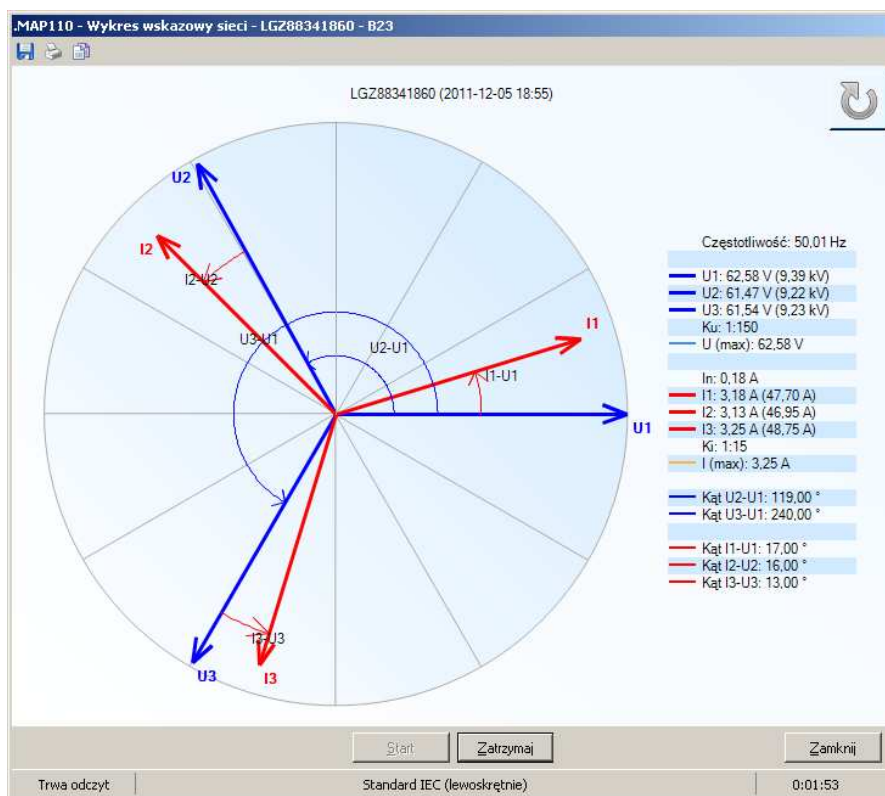 .MAP110 - Wykres wskazowy sieci - LGZ88341860 - B23
LGZ88341860 (2011-12-05 18:55)
U2
I2
I2-U2
U3-U1
U2-U1
I1
I1-U1
U1
I3-U3
U3
I3
Częstotliwość: 50,01 Hz
U1: 62,58 V (9,39 kV)
U2: 61,47 V (9,22 kV)
U3: 61,54 V (9,23 kV)
Ku: 1:150
U (max): 62,58 V
In: 0,18 A
I1: 3,18 A (47,70 A)
I2: 3,13 A (46,95 A)
I3: 3,25 A (48,75 A)
Ki: 1:15
I (max): 3,25 A
Kąt U2-U1: 119,00 °
Kąt U3-U1: 240,00 °
Kąt I1-U1: 17,00 °
Kąt I2-U2: 16,00 °
Kąt I3-U3: 13,00 °
Start
Zatrzymaj
Zamknij
Trwa odczyt
Standard IEC (lewoskrętnie)
0:01:53